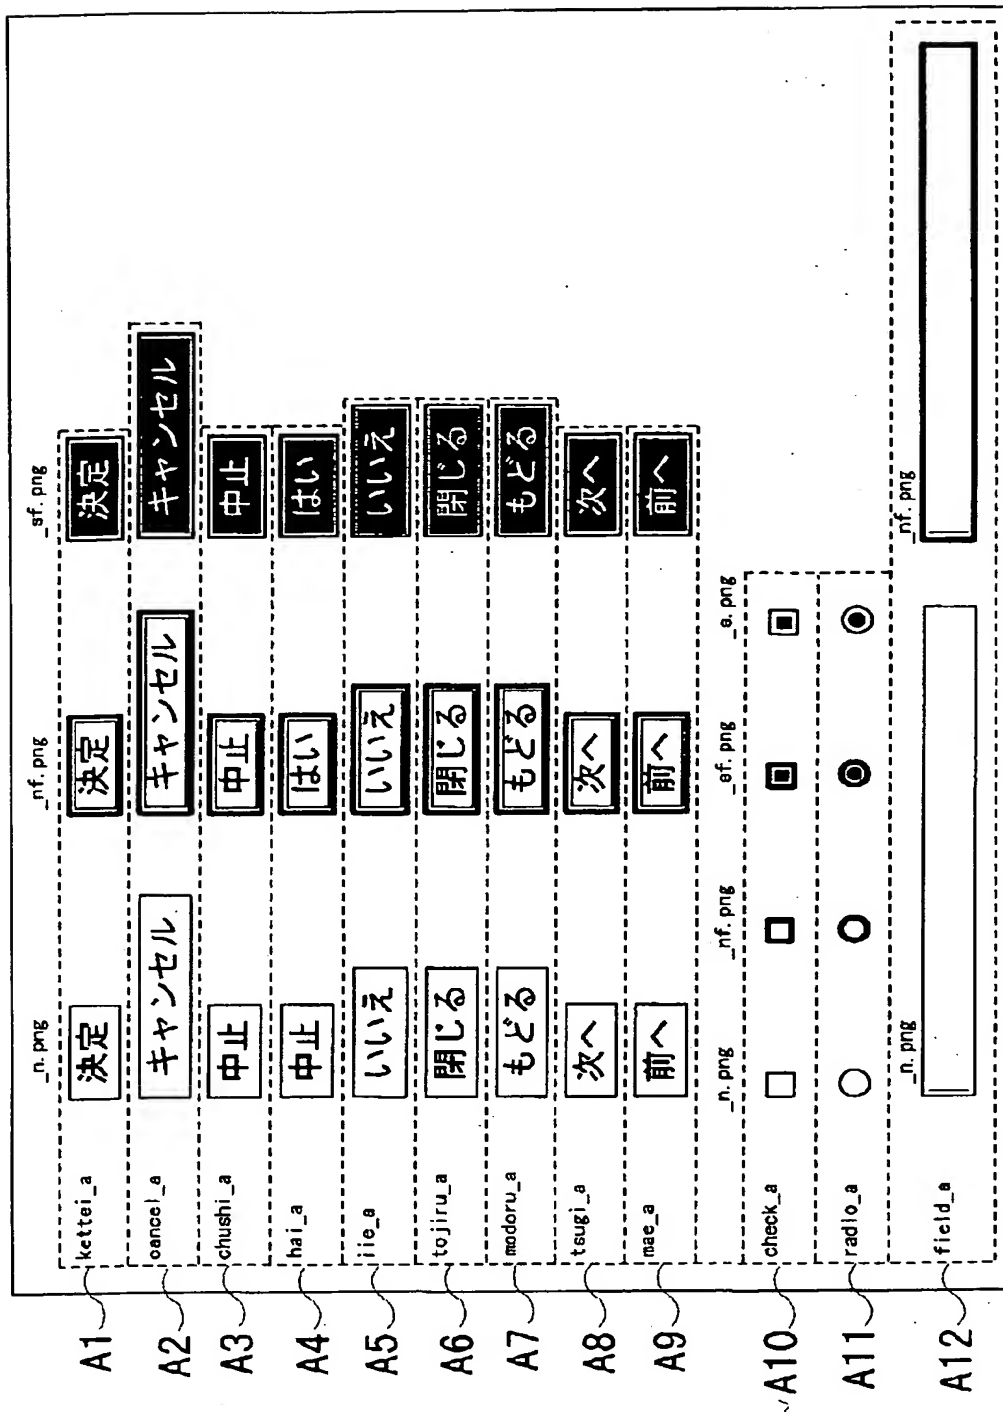 _n.png _nf.png _sf.png
A1 kettei_a 決定 決定 決定
A2 cancel_a キャンセル キャンセル キャンセル
A3 chushi_a 中止 中止 中止
A4 hai_a 中止 はい はい
A5 iie_a いいえ いいえ いいえ
A6 tojiru_a 閉じる 閉じる 閉じる
A7 modoru_a もどる もどる もどる
A8 tsugi_a 次へ 次へ 次へ
A9 mae_a 前へ 前へ 前へ
_n.png _nf.png _sf.png _s.png
A10 check_a
A11 radio_a
_n.png _nf.png
A12 field_a